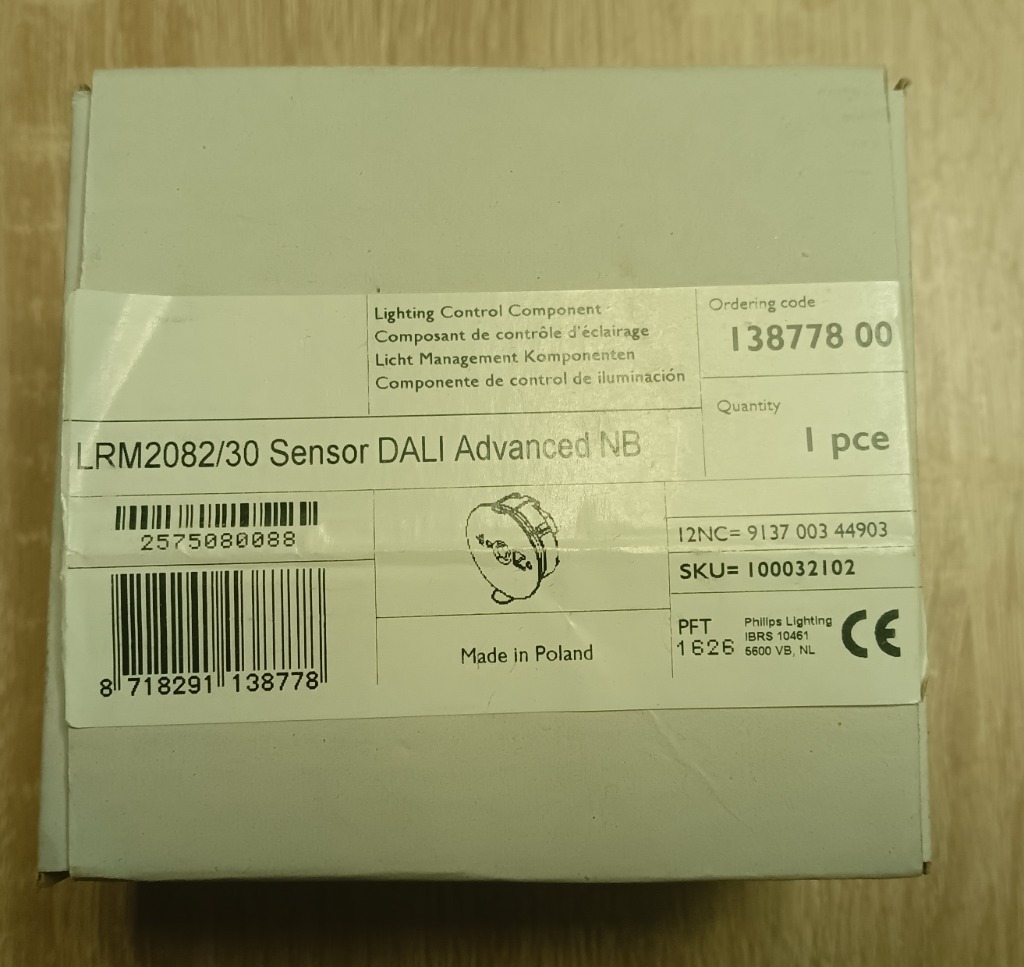 Lighting Control Component
Composant de contrôle d'éclairage
Licht Management Komponenten
Componente de control de iluminación
Ordering code
138778 00
Quantity
1 pce
LRM2082/30 Sensor DALI Advanced NB
2575080088
8 718291 138778
Made in Poland
12NC= 9137 003 44903
SKU= 100032102
PFT
1626
Philips Lighting
IBRS 10461
5600 VB, NL
CE